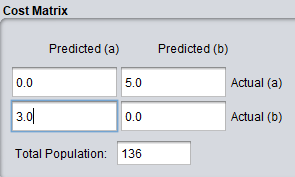 Cost Matrix
Predicted (a) Predicted (b)
0.0 5.0 Actual (a)
3.0 0.0 Actual (b)
Total Population: 136